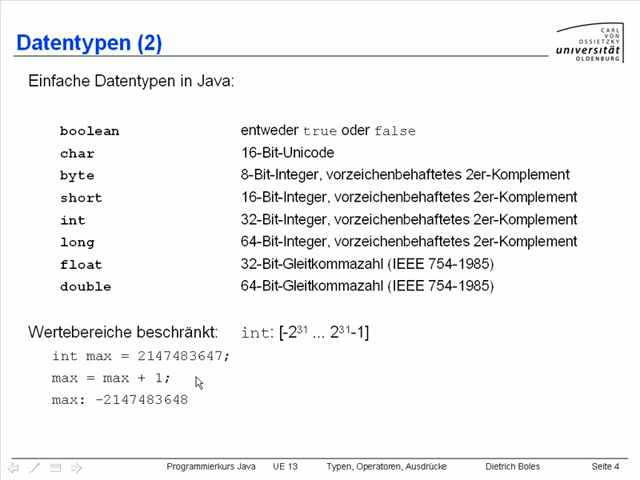 Datentypen (2)
CARL
VON
OSSIETZKY
universität
OLDENBURG
Einfache Datentypen in Java:
boolean entweder true oder false
char 16-Bit-Unicode
byte 8-Bit-Integer, vorzeichenbehaftetes 2er-Komplement
short 16-Bit-Integer, vorzeichenbehaftetes 2er-Komplement
int 32-Bit-Integer, vorzeichenbehaftetes 2er-Komplement
long 64-Bit-Integer, vorzeichenbehaftetes 2er-Komplement
float 32-Bit-Gleitkommazahl (IEEE 754-1985)
double 64-Bit-Gleitkommazahl (IEEE 754-1985)
Wertebereiche beschränkt: int: [-2³¹ ... 2³¹-1]
int max = 2147483647;
max = max + 1;
max: -2147483648
Programmierkurs Java UE 13 Typen, Operatoren, Ausdrücke Dietrich Boles Seite 4